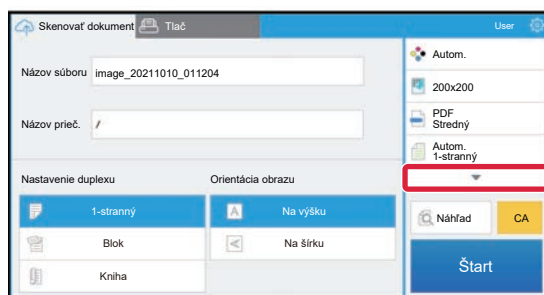 Skenovať dokument
Tlač
User
Názov súboru
image_20211010_011204
Názov prieč.
/
Nastavenie duplexu
Orientácia obrazu
1-stranný
Blok
Kniha
A
Na výšku
Na šírku
Autom.
200x200
PDF
Stredný
Autom.
1-stranný
Náhľad
CA
Štart